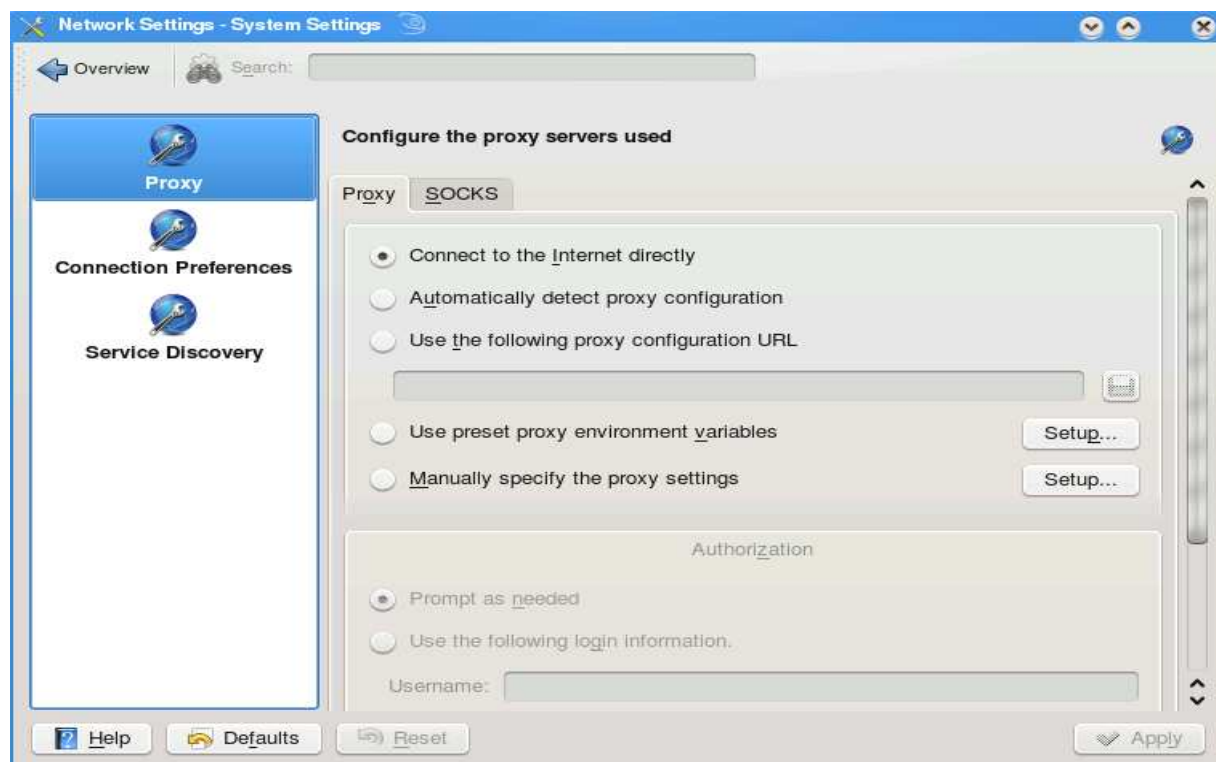 Network Settings - System Settings
Overview
Search:
Proxy
Connection Preferences
Service Discovery
Configure the proxy servers used
Proxy
SOCKS
Connect to the Internet directly
Automatically detect proxy configuration
Use the following proxy configuration URL
Use preset proxy environment variables
Setup...
Manually specify the proxy settings
Setup...
Authorization
Prompt as needed
Use the following login information.
Username:
Help
Defaults
Reset
Apply